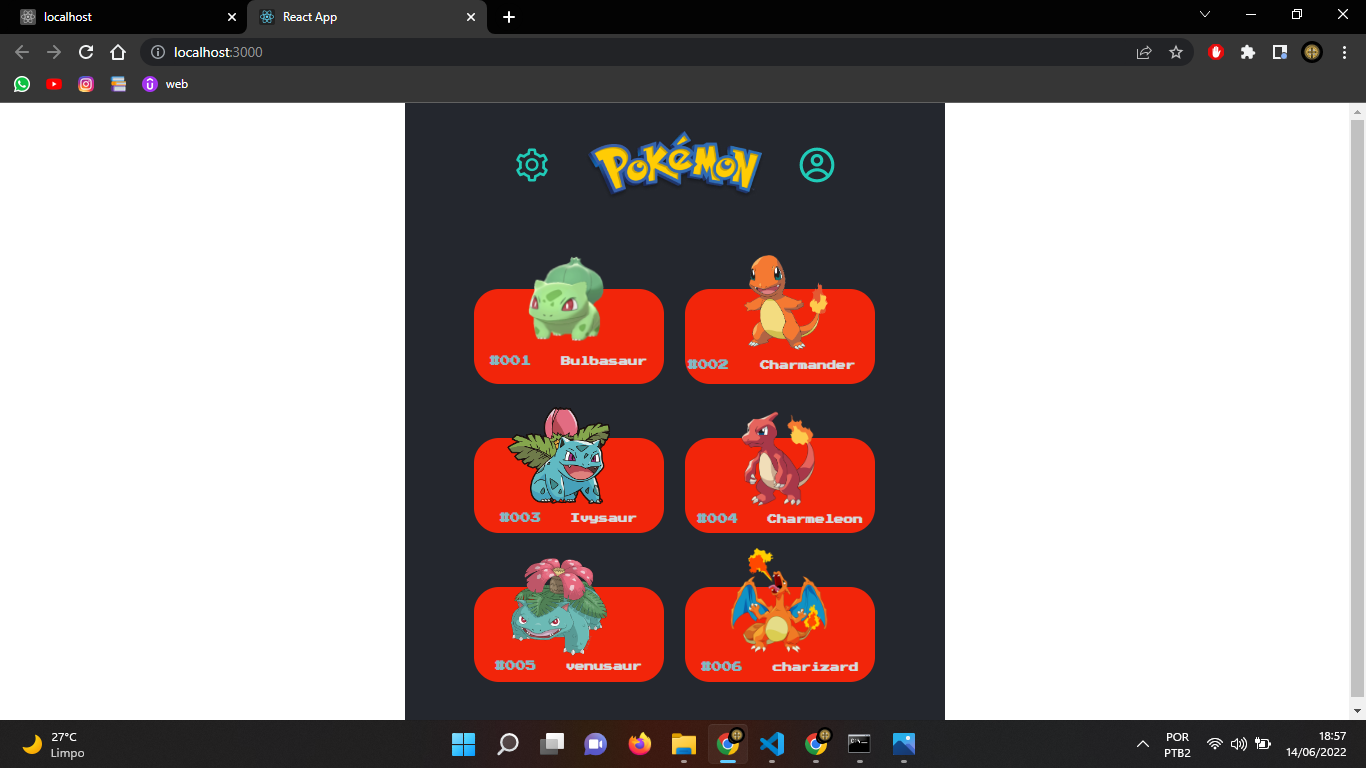 localhost
React App
localhost:3000
web
POKéMON
#001 Bulbasaur
#002 Charmander
#003 Ivysaur
#004 Charmeleon
#005 venusaur
#006 charizard
27°C
Limpo
POR
PTB2
18:57
14/06/2022